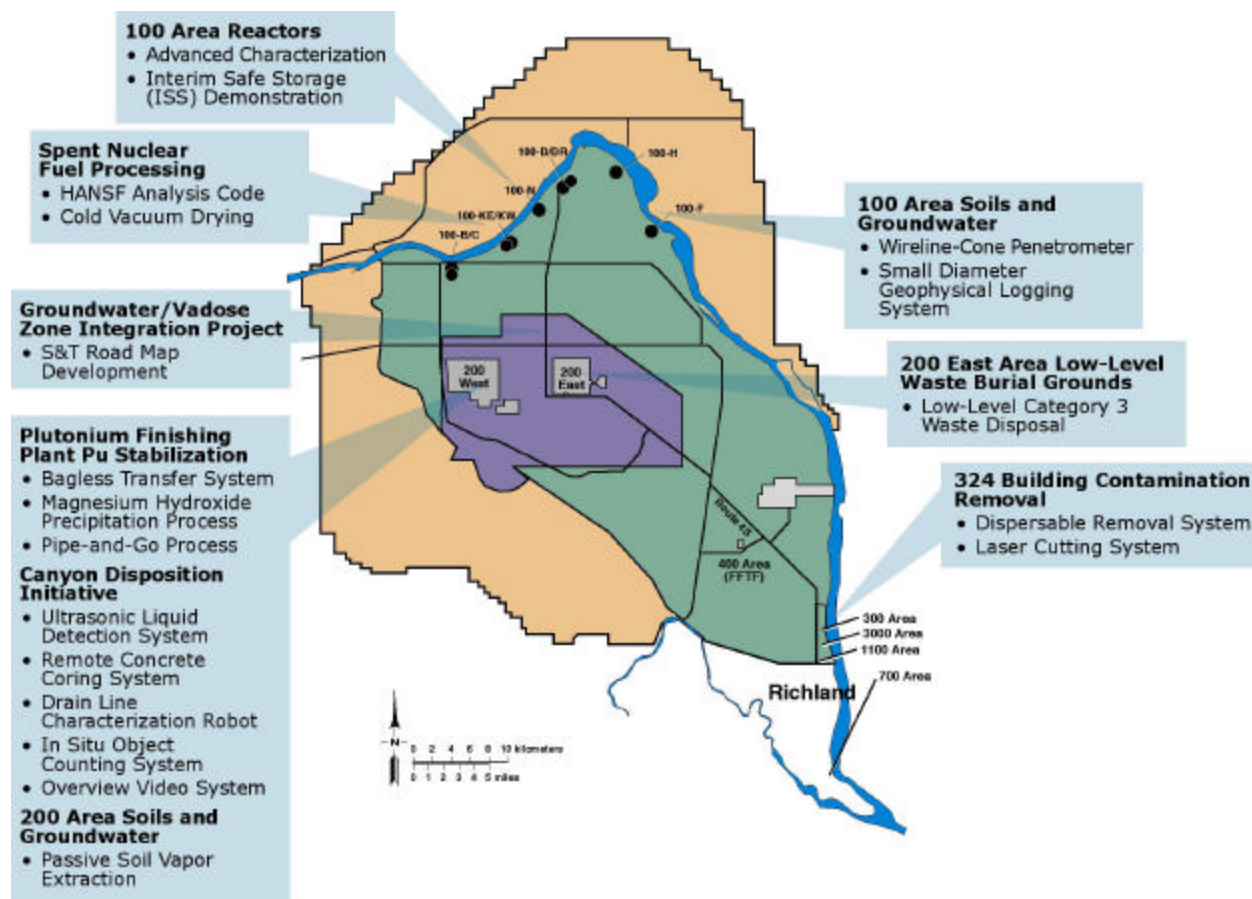 100 Area Reactors
• Advanced Characterization
• Interim Safe Storage
(ISS) Demonstration
Spent Nuclear
Fuel Processing
• HANSF Analysis Code
• Cold Vacuum Drying
Groundwater/Vadose
Zone Integration Project
• S&T Road Map
Development
Plutonium Finishing
Plant Pu Stabilization
• Bagless Transfer System
• Magnesium Hydroxide
Precipitation Process
• Pipe-and-Go Process
Canyon Disposition
Initiative
• Ultrasonic Liquid
Detection System
• Remote Concrete
Coring System
• Drain Line
Characterization Robot
• In Situ Object
Counting System
• Overview Video System
200 Area Soils and
Groundwater
• Passive Soil Vapor
Extraction
100-D/DR
100-H
100-N
100-KE/KW
100-F
100-B/C
200
West
200
East
Route 4S
400 Area
(FFTF)
300 Area
3000 Area
1100 Area
700 Area
Richland
N
0 2 4 6 8 10 kilometers
0 1 2 3 4 5 miles
100 Area Soils and
Groundwater
• Wireline-Cone Penetrometer
• Small Diameter
Geophysical Logging
System
200 East Area Low-Level
Waste Burial Grounds
• Low-Level Category 3
Waste Disposal
324 Building Contamination
Removal
• Dispersable Removal System
• Laser Cutting System